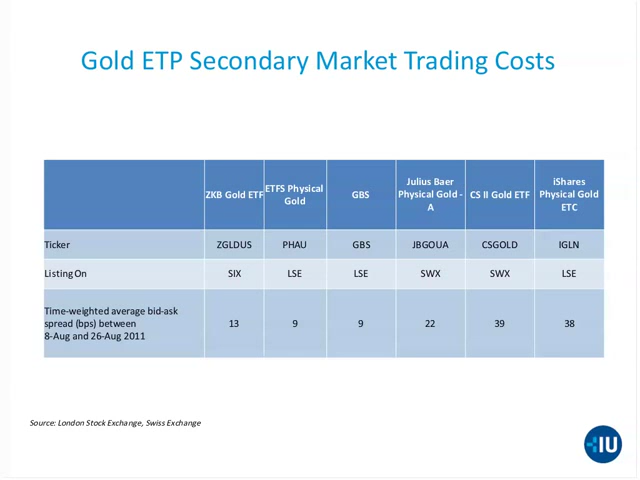 Gold ETP Secondary Market Trading Costs
ZKB Gold ETF
ETFS Physical
Gold
GBS
Julius Baer
Physical Gold -
A
CS II Gold ETF
iShares
Physical Gold
ETC
Ticker ZGLDUS PHAU GBS JBGOUA CSGOLD IGLN
Listing On SIX LSE LSE SWX SWX LSE
Time-weighted average bid-ask
spread (bps) between
8-Aug and 26-Aug 2011
13 9 9 22 39 38
Source: London Stock Exchange, Swiss Exchange
IU